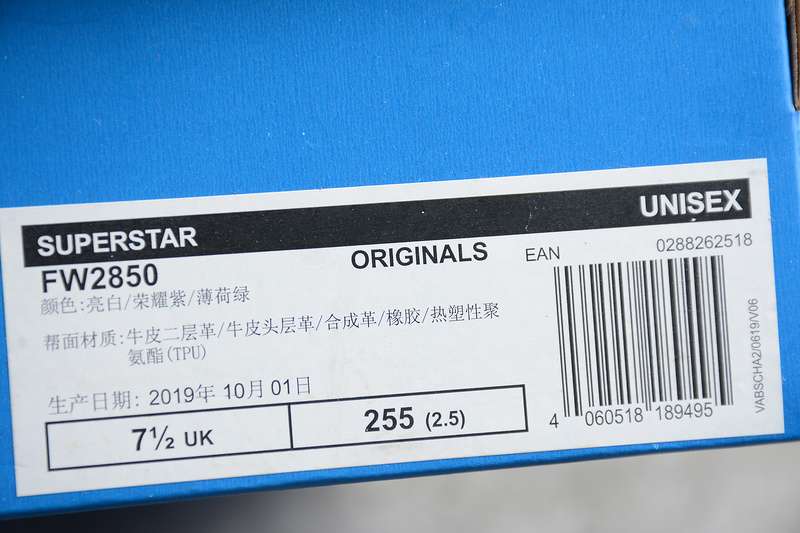 SUPERSTAR
UNISEX
FW2850
ORIGINALS
EAN
0288262518
颜色:亮白/荣耀紫/薄荷绿
帮面材质:牛皮二层革/牛皮头层革/合成革/橡胶/热塑性聚
氨酯(TPU)
生产日期: 2019年 10月 01日
7½ UK
255 (2.5)
4 060518 189495
VABSCHA2/0619/V06